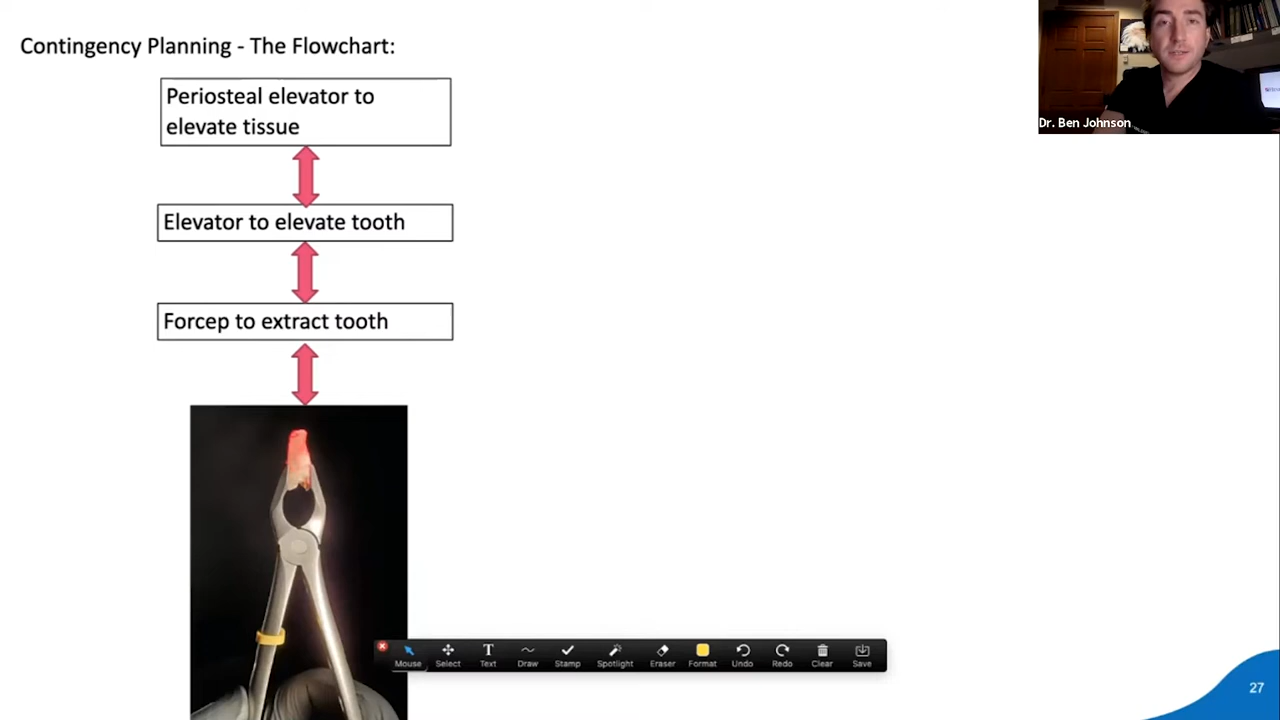 Contingency Planning - The Flowchart:
Periosteal elevator to
elevate tissue
Elevator to elevate tooth
Forcep to extract tooth
Dr. Ben Johnson
Mouse Select Text Draw Stamp Spotlight Eraser Format Undo Redo Clear Save
27